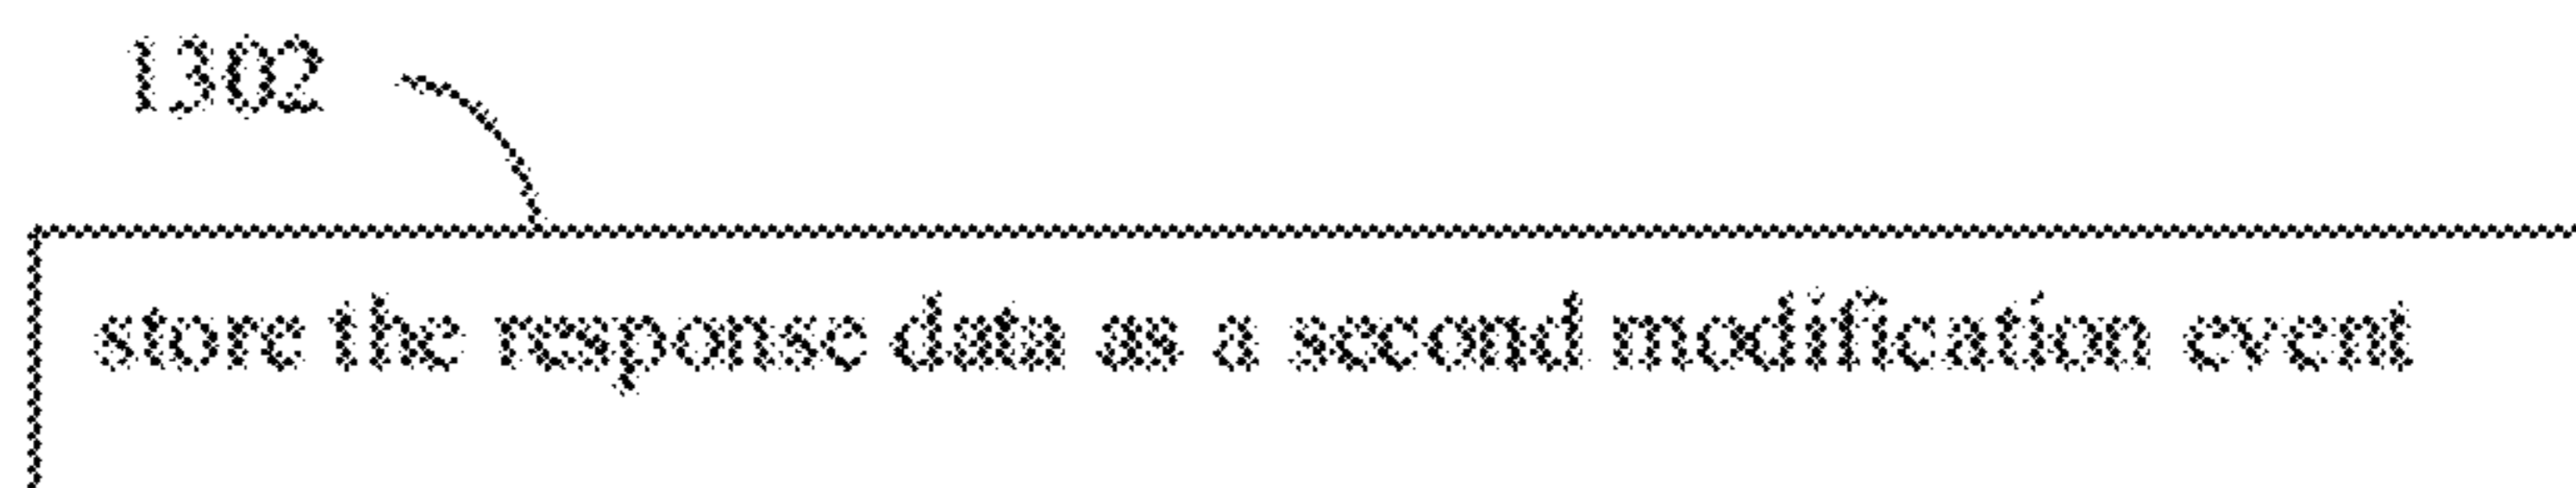 1302
store the response data as a second modification event